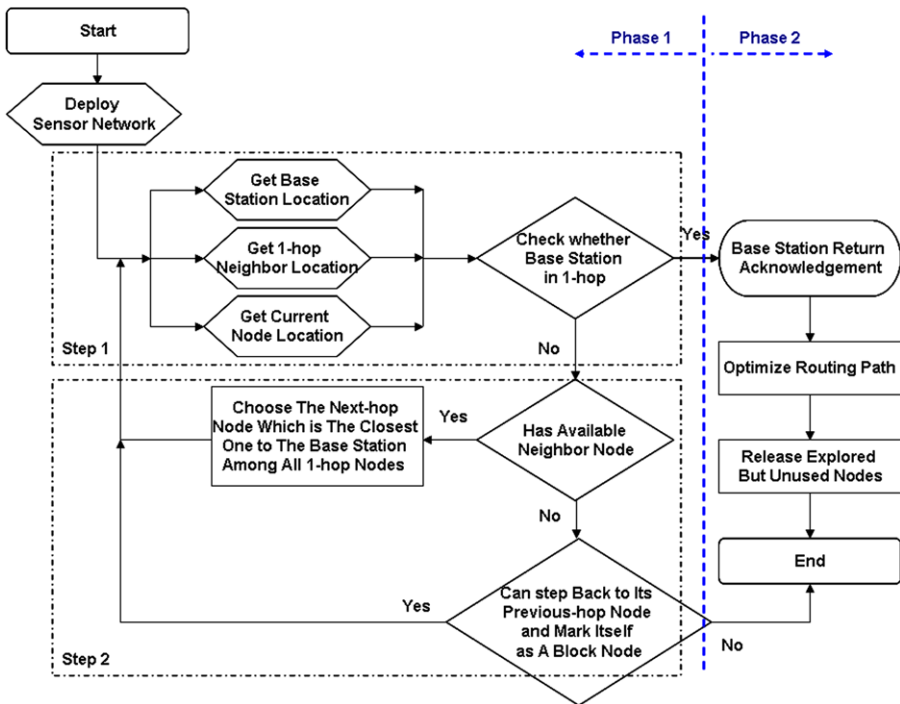 Start
Phase 1
Phase 2
Deploy
Sensor Network
Get Base
Station Location
Get 1-hop
Neighbor Location
Get Current
Node Location
Step 1
Check whether
Base Station
in 1-hop
Yes
No
Base Station Return
Acknowledgement
Optimize Routing Path
Release Explored
But Unused Nodes
End
Choose The Next-hop
Node Which is The Closest
One to The Base Station
Among All 1-hop Nodes
Yes
Has Available
Neighbor Node
No
Yes
Can step Back to Its
Previous-hop Node
and Mark Itself
as A Block Node
No
Step 2